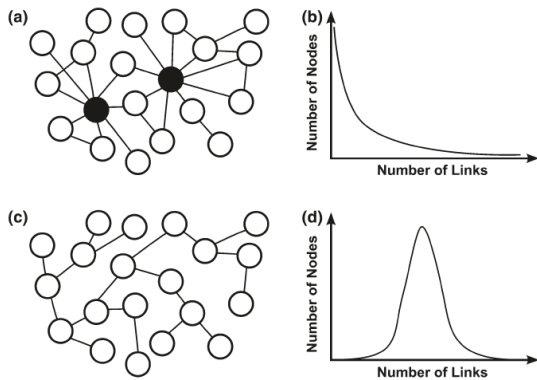 (a)
(b)
Number of Nodes
Number of Links
(c)
(d)
Number of Nodes
Number of Links